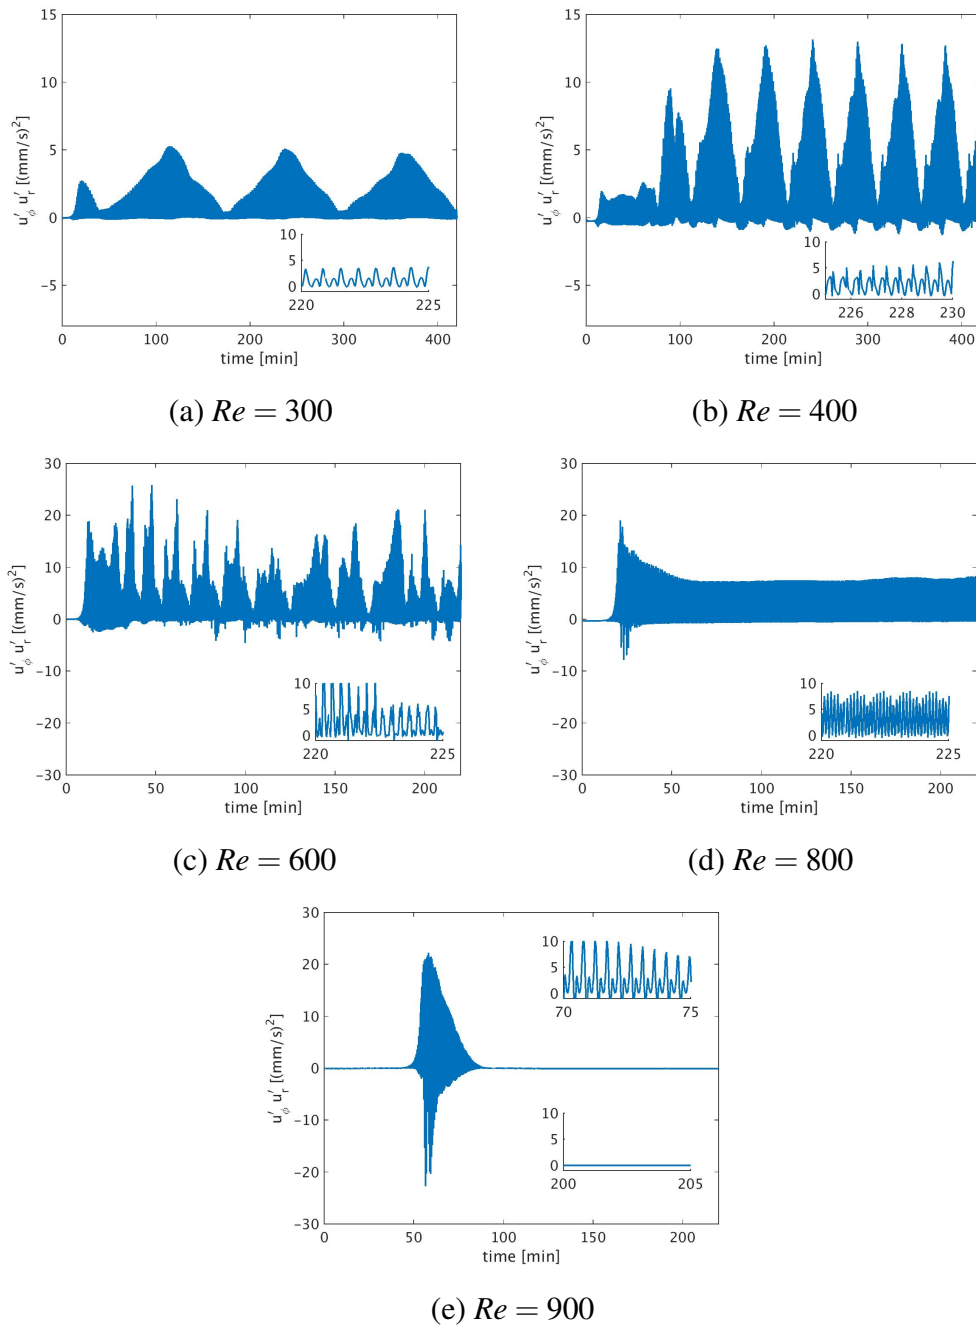 15
10
5
0
−5
u′ϕ u′r [(mm/s)²]
10
5
0
220 225
0 100 200 300 400
time [min]
(a) Re = 300
15
10
5
0
−5
u′ϕ u′r [(mm/s)²]
10
5
0
226 228 230
0 100 200 300 400
time [min]
(b) Re = 400
30
20
10
0
−10
−20
−30
u′ϕ u′r [(mm/s)²]
10
5
0
220 225
0 50 100 150 200
time [min]
(c) Re = 600
30
20
10
0
−10
−20
−30
u′ϕ u′r [(mm/s)²]
10
5
0
220 225
0 50 100 150 200
time [min]
(d) Re = 800
30
20
10
0
−10
−20
−30
u′ϕ u′r [(mm/s)²]
10
5
0
70 75
10
5
0
200 205
0 50 100 150 200
time [min]
(e) Re = 900